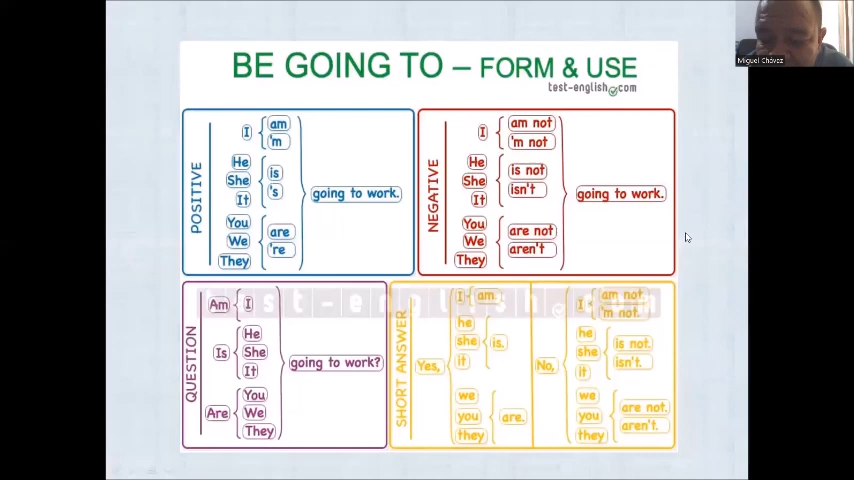 Miguel Chávez
BE GOING TO – FORM & USE
test-english.com
POSITIVE
I
am
'm
He
She
It
is
's
You
We
They
are
're
going to work.
NEGATIVE
I
am not
'm not
He
She
It
is not
isn't
You
We
They
are not
aren't
going to work.
test-english.com
QUESTION
Am
I
Is
He
She
It
Are
You
We
They
going to work?
SHORT ANSWER
Yes,
I
am.
he
she
it
is.
we
you
they
are.
No,
I
am not.
'm not.
he
she
it
is not.
isn't.
we
you
they
are not.
aren't.